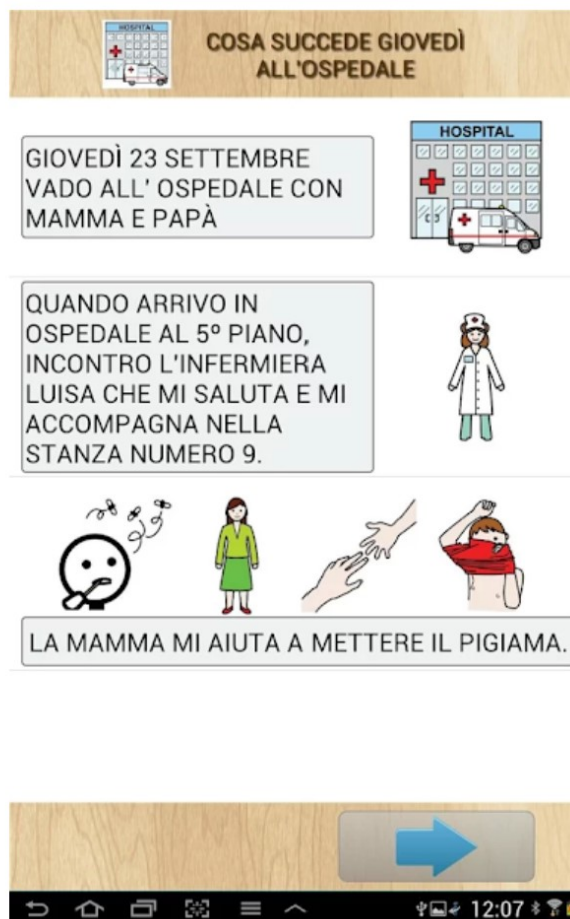 HOSPITAL
COSA SUCCEDE GIOVEDÌ
ALL'OSPEDALE
GIOVEDÌ 23 SETTEMBRE
VADO ALL' OSPEDALE CON
MAMMA E PAPÀ
HOSPITAL
QUANDO ARRIVO IN
OSPEDALE AL 5º PIANO,
INCONTRO L'INFERMIERA
LUISA CHE MI SALUTA E MI
ACCOMPAGNA NELLA
STANZA NUMERO 9.
LA MAMMA MI AIUTA A METTERE IL PIGIAMA.
12:07